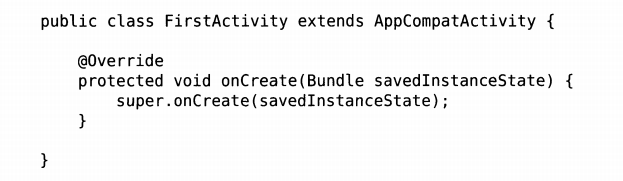 public class FirstActivity extends AppCompatActivity {
@Override
protected void onCreate(Bundle savedInstanceState) {
super.onCreate(savedInstanceState);
}
}